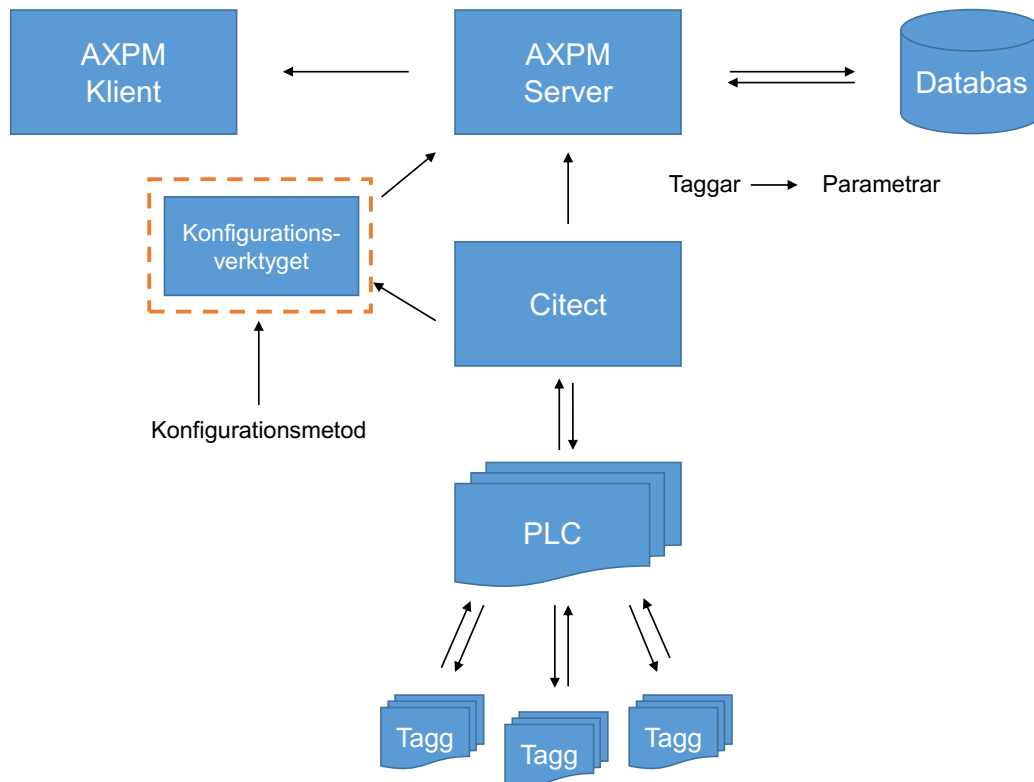 AXPM
Klient
AXPM
Server
Databas
Taggar
Parametrar
Konfigurations-
verktyget
Citect
Konfigurationsmetod
PLC
Tagg
Tagg
Tagg